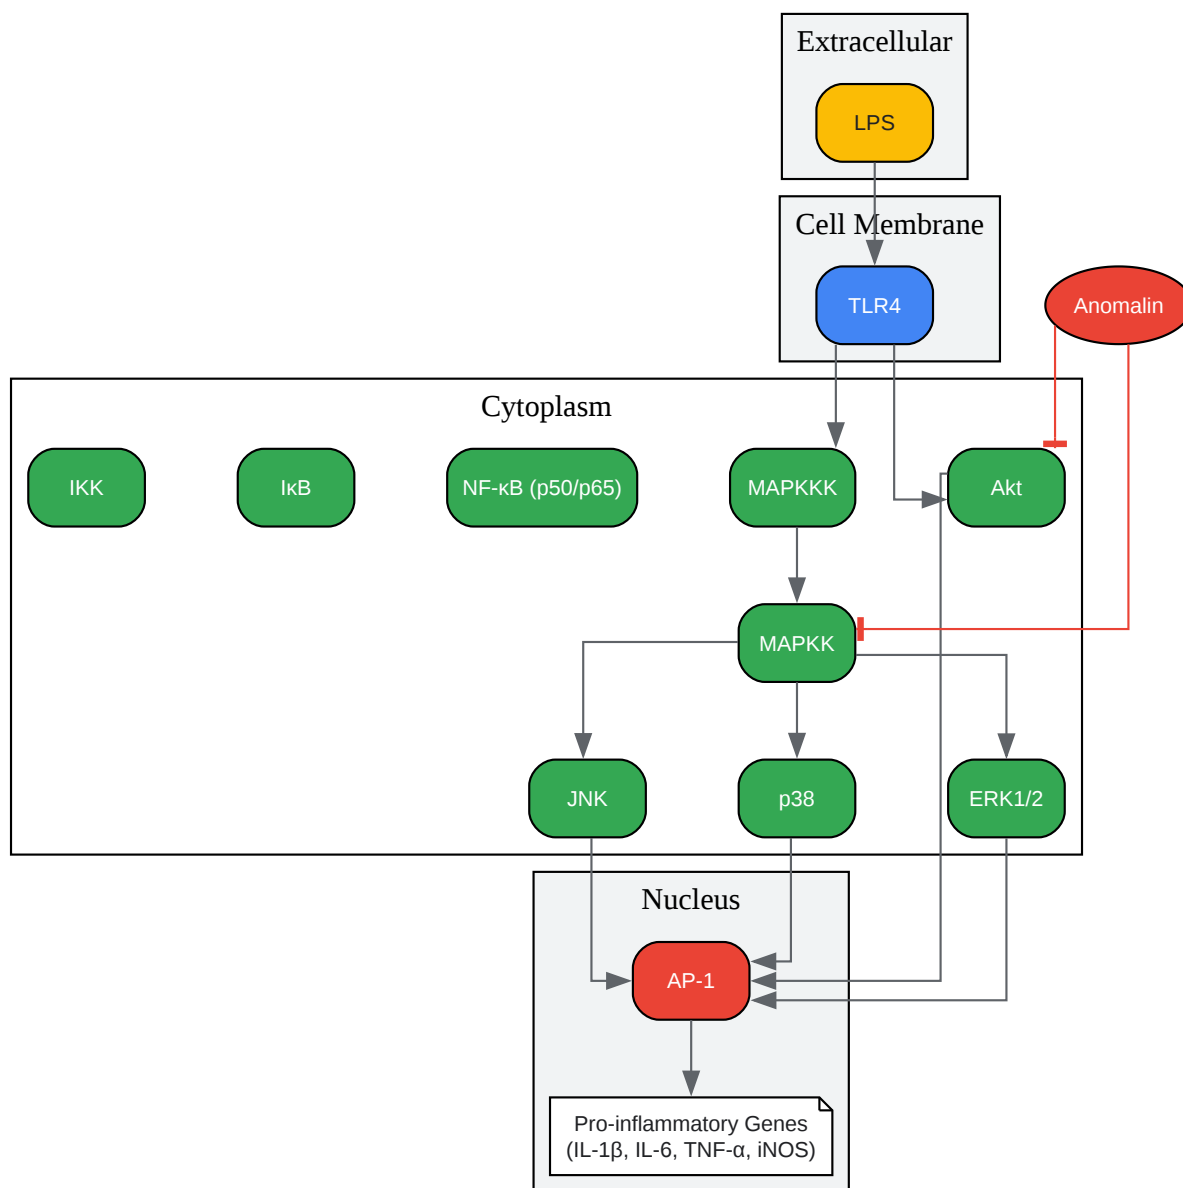 Extracellular
LPS
Cell Membrane
TLR4
Anomalin
Cytoplasm
IKK
IκB
NF-κB (p50/p65)
MAPKKK
Akt
MAPKK
JNK
p38
ERK1/2
Nucleus
AP-1
Pro-inflammatory Genes
(IL-1β, IL-6, TNF-α, iNOS)